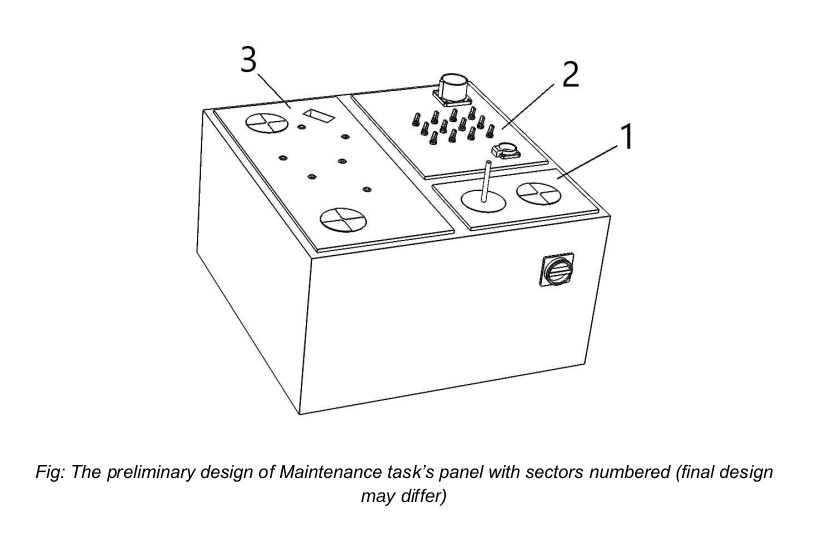 3
2
1
Fig: The preliminary design of Maintenance task's panel with sectors numbered (final design
may differ)